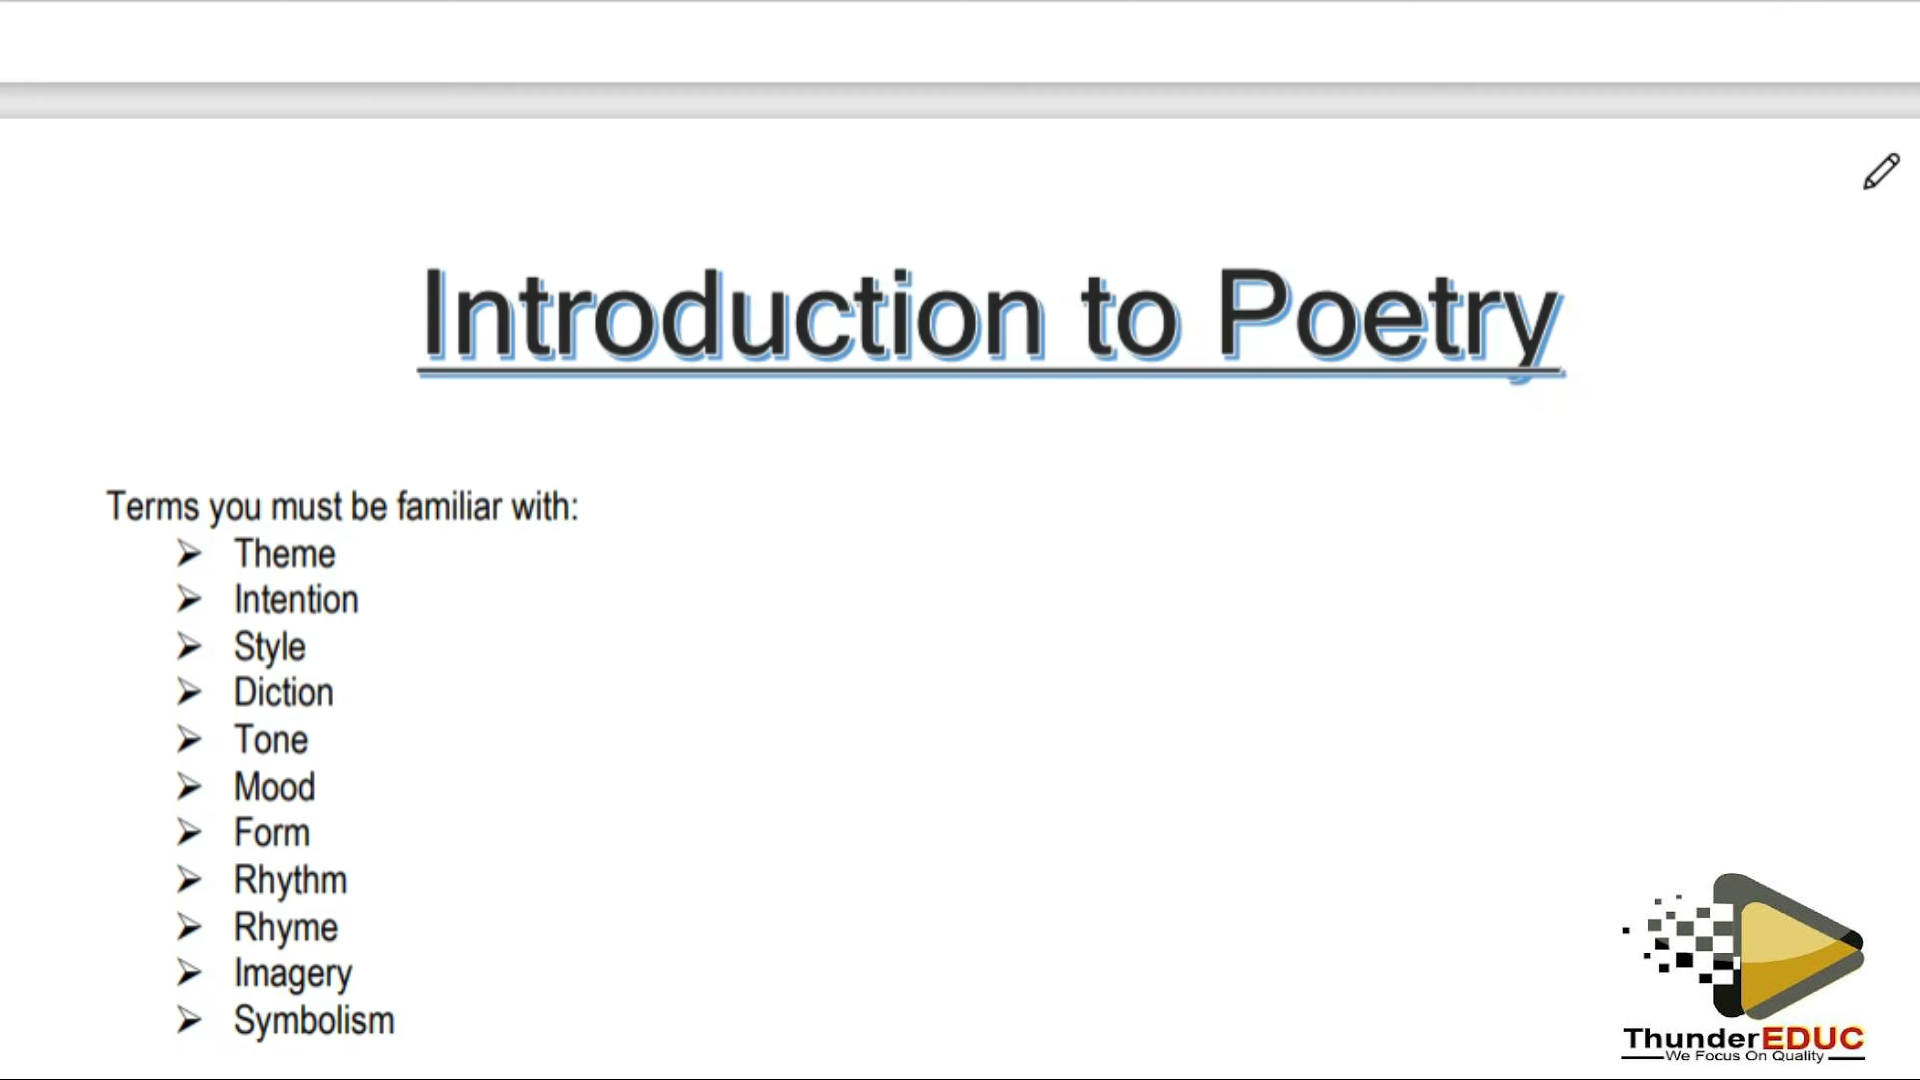 Introduction to Poetry
Terms you must be familiar with:
➢ Theme
➢ Intention
➢ Style
➢ Diction
➢ Tone
➢ Mood
➢ Form
➢ Rhythm
➢ Rhyme
➢ Imagery
➢ Symbolism
ThunderEDUC
We Focus On Quality